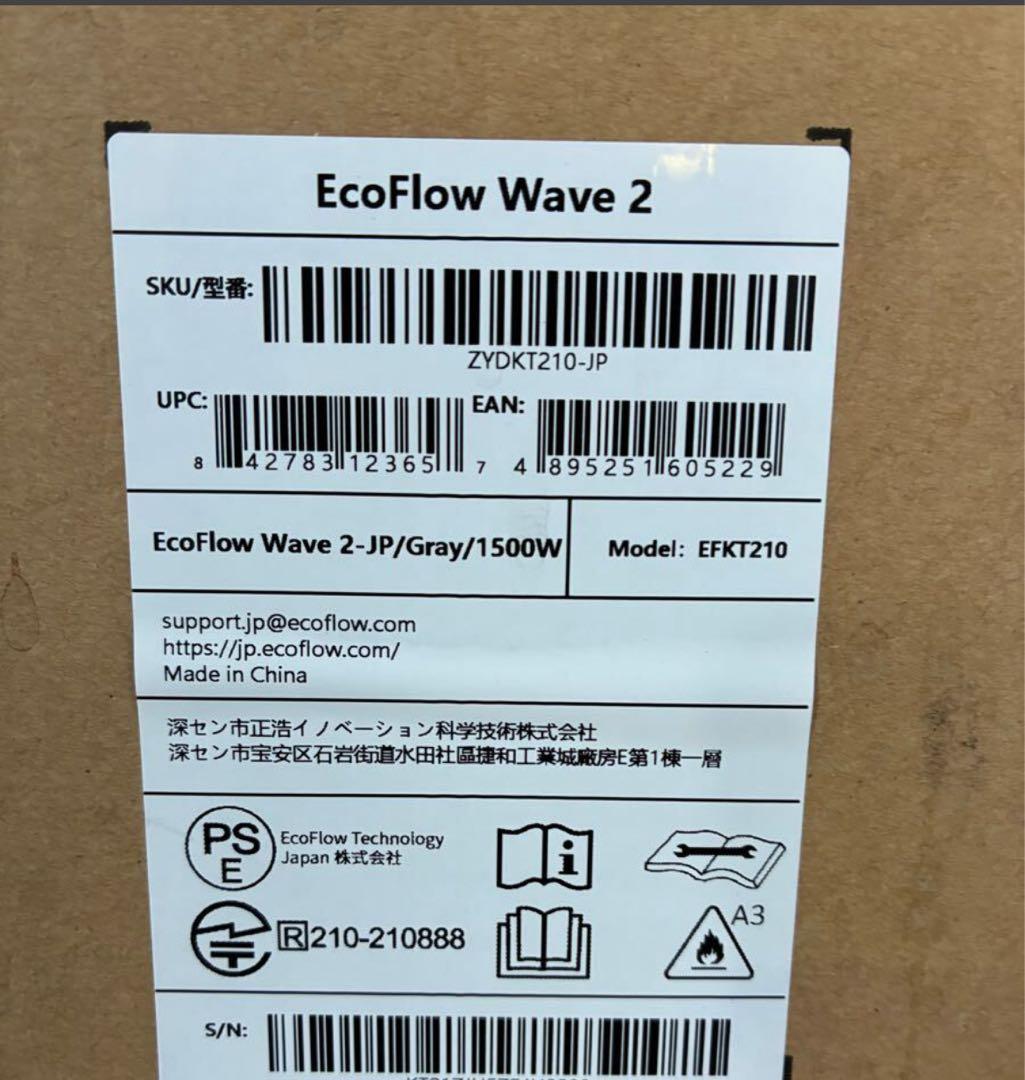 EcoFlow Wave 2
SKU/型番:
ZYDKT210-JP
UPC:
8 42783 12365 7
EAN:
4 895251 605229
EcoFlow Wave 2-JP/Gray/1500W
Model: EFKT210
support.jp@ecoflow.com
https://jp.ecoflow.com/
Made in China
深セン市正浩イノベーション科学技術株式会社
深セン市宝安区石岩街道水田社區捷和工業城廠房E第1棟一層
PS
E
EcoFlow Technology
Japan 株式会社
R 210-210888
A3
S/N: